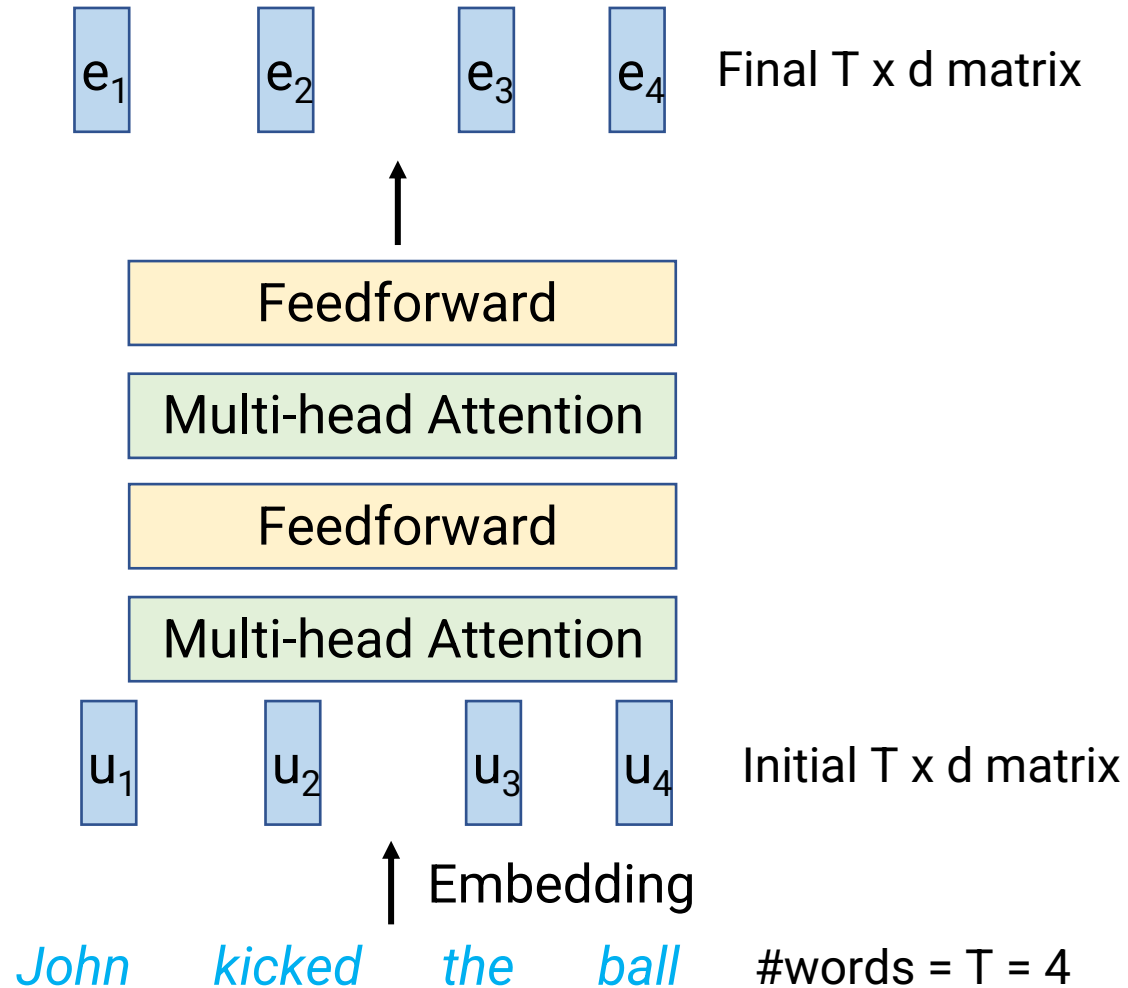 e₁ e₂ e₃ e₄ Final T x d matrix
Feedforward
Multi-head Attention
Feedforward
Multi-head Attention
u₁ u₂ u₃ u₄ Initial T x d matrix
Embedding
John kicked the ball #words = T = 4